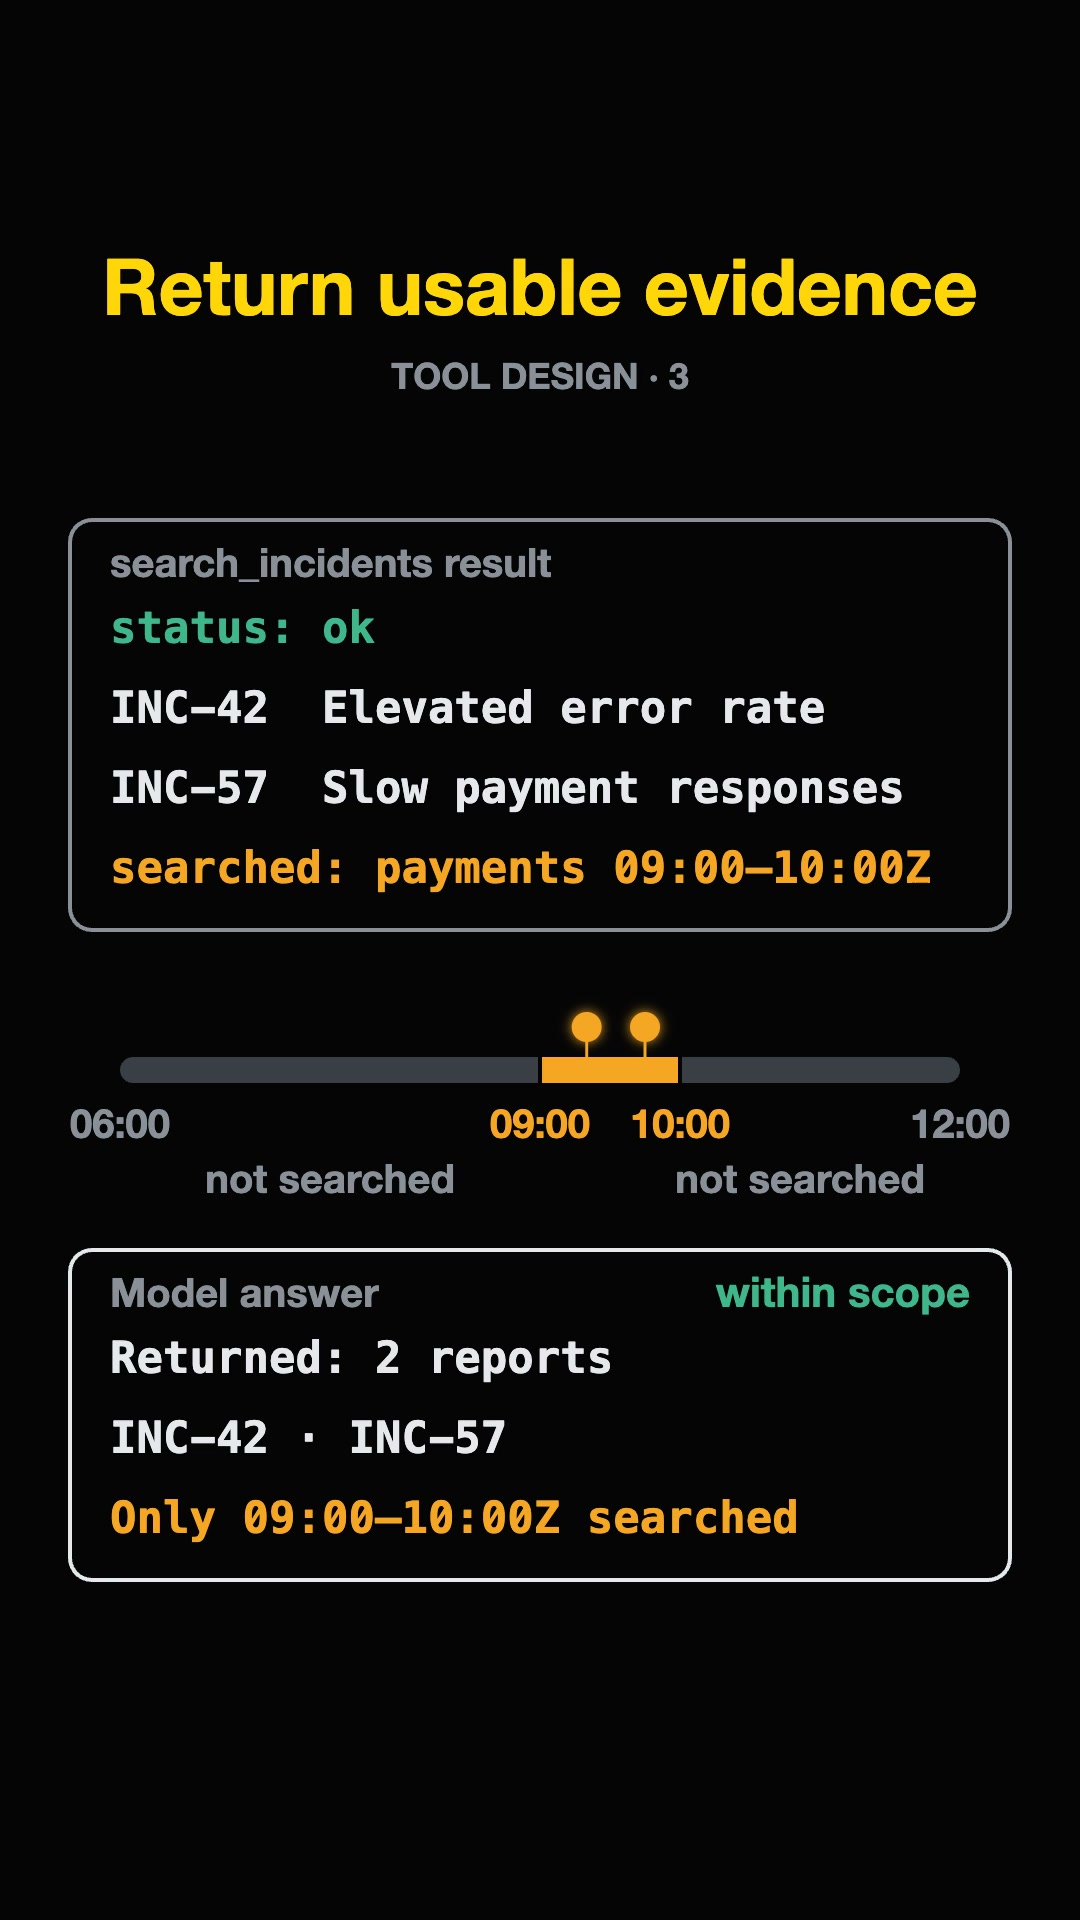 Return usable evidence
TOOL DESIGN · 3
search_incidents result
status: ok
INC–42  Elevated error rate
INC–57  Slow payment responses
searched: payments 09:00–10:00Z
06:00 09:00 10:00 12:00
not searched not searched
Model answer within scope
Returned: 2 reports
INC–42 · INC–57
Only 09:00–10:00Z searched